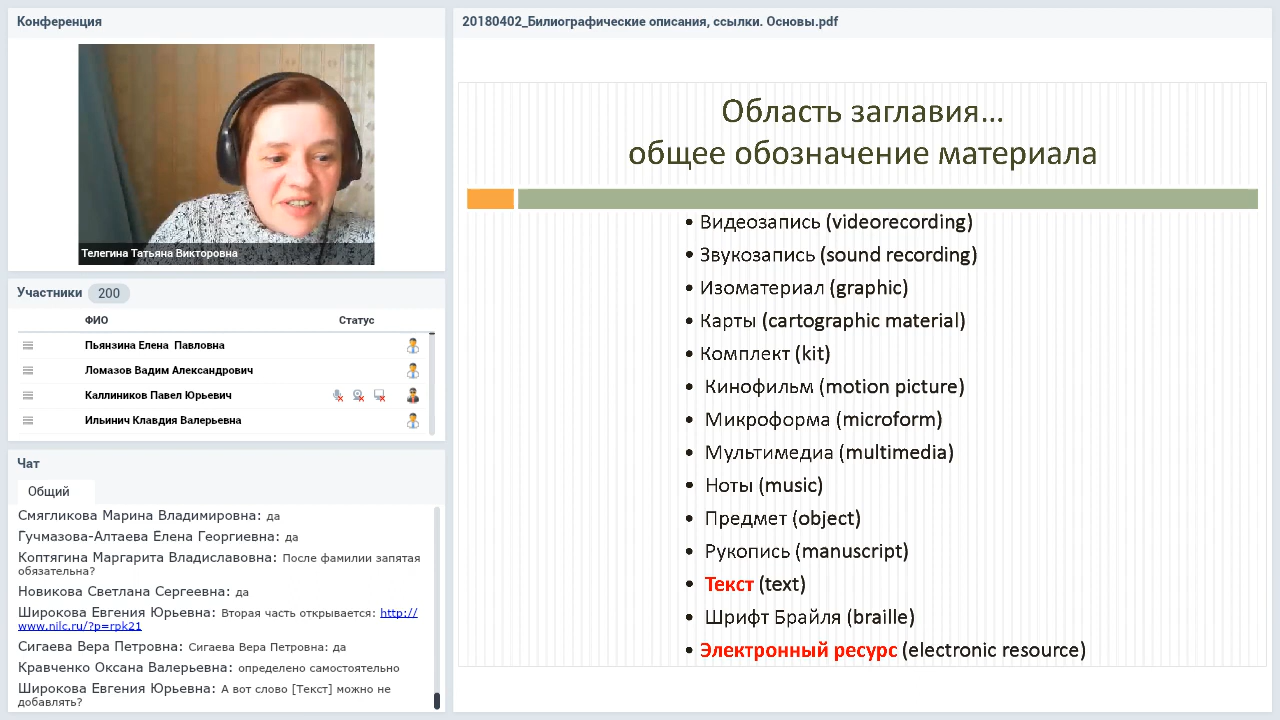 Конференция
Телегина Татьяна Викторовна
Участники 200
ФИО Статус
Пьянзина Елена Павловна
Ломазов Вадим Александрович
Каллиников Павел Юрьевич
Ильинич Клавдия Валерьевна
Чат
Общий
Смягликова Марина Владимировна: да
Гучмазова-Алтаева Елена Георгиевна: да
Коптягина Маргарита Владиславовна: После фамилии запятая
обязательна?
Новикова Светлана Сергеевна: да
Широкова Евгения Юрьевна: Вторая часть открывается: http://
www.nilc.ru/?p=rpk21
Сигаева Вера Петровна: Сигаева Вера Петровна: да
Кравченко Оксана Валерьевна: определено самостоятельно
Широкова Евгения Юрьевна: А вот слово [Текст] можно не
добавлять?
20180402_Билиографические описания, ссылки. Основы.pdf
Область заглавия...
общее обозначение материала
• Видеозапись (videorecording)
• Звукозапись (sound recording)
• Изоматериал (graphic)
• Карты (cartographic material)
• Комплект (kit)
• Кинофильм (motion picture)
• Микроформа (microform)
• Мультимедиа (multimedia)
• Ноты (music)
• Предмет (object)
• Рукопись (manuscript)
• Текст (text)
• Шрифт Брайля (braille)
• Электронный ресурс (electronic resource)